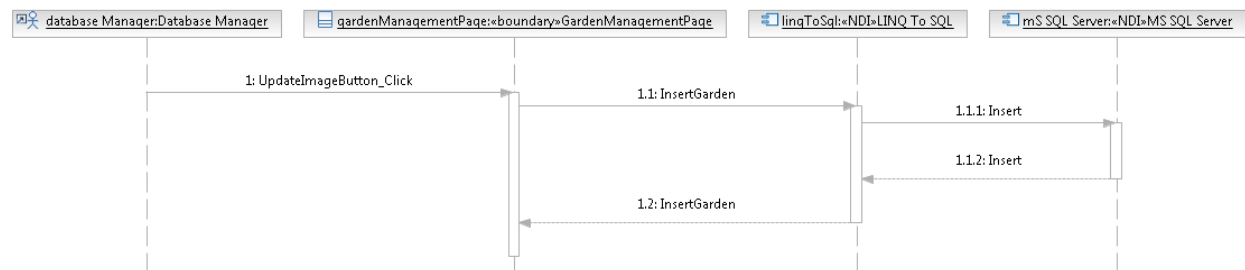 database Manager:Database Manager
gardenManagementPage:«boundary»GardenManagementPage
linqToSql:«NDI»LINQ To SQL
mS SQL Server:«NDI»MS SQL Server
1: UpdateImageButton_Click
1.1: InsertGarden
1.1.1: Insert
1.1.2: Insert
1.2: InsertGarden